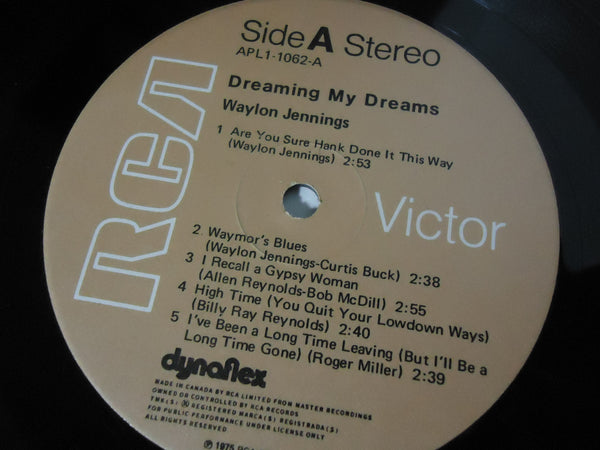 Side A Stereo
APL1-1062-A
Dreaming My Dreams
Waylon Jennings
1 Are You Sure Hank Done It This Way
(Waylon Jennings) 2:53
RCA
Victor
2. Waymor's Blues
(Waylon Jennings-Curtis Buck) 2:38
3 I Recall a Gypsy Woman
(Allen Reynolds-Bob McDill) 2:55
4 High Time (You Quit Your Lowdown Ways)
(Billy Ray Reynolds) 2:40
5 I've Been a Long Time Leaving (But I'll Be a
Long Time Gone) (Roger Miller) 2:39
dynaflex
MADE IN CANADA BY RCA LIMITED FROM MASTER RECORDINGS
OWNED OR CONTROLLED BY RCA RECORDS
TMK(S) ® REGISTERED MARCA(S) REGISTRADA(S)
FOR PUBLIC PERFORMANCE UNDER LICENSE ONLY
ALL RIGHTS RESERVED
℗ 1975 RCA